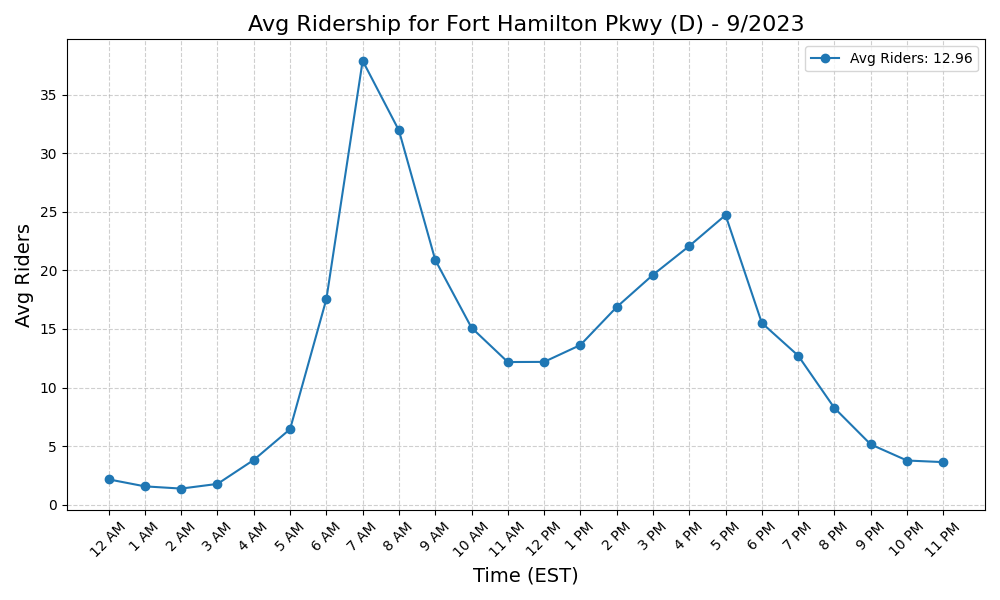 Avg Ridership for Fort Hamilton Pkwy (D) - 9/2023
Avg Riders: 12.96
Avg Riders
35
30
25
20
15
10
5
0
12 AM
1 AM
2 AM
3 AM
4 AM
5 AM
6 AM
7 AM
8 AM
9 AM
10 AM
11 AM
12 PM
1 PM
2 PM
3 PM
4 PM
5 PM
6 PM
7 PM
8 PM
9 PM
10 PM
11 PM
Time (EST)